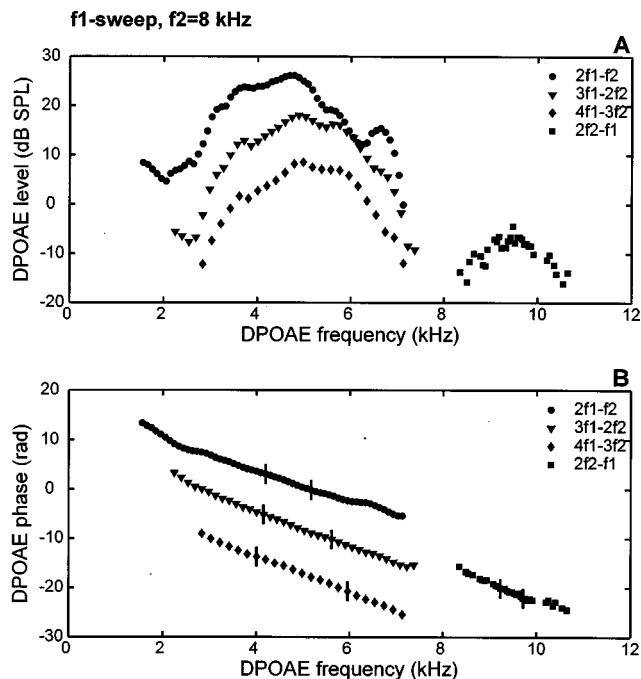 f1-sweep, f2=8 kHz
A
DPOAE level (dB SPL)
30
20
10
0
-10
-20
2f1-f2
3f1-2f2
4f1-3f2
2f2-f1
0 2 4 6 8 10 12
DPOAE frequency (kHz)
B
DPOAE phase (rad)
20
10
0
-10
-20
-30
2f1-f2
3f1-2f2
4f1-3f2
2f2-f1
0 2 4 6 8 10 12
DPOAE frequency (kHz)